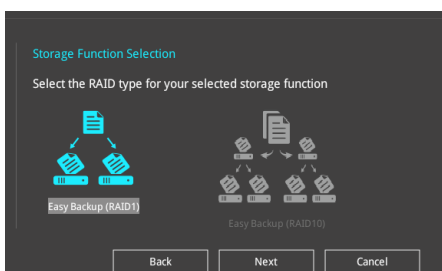 Storage Function Selection
Select the RAID type for your selected storage function
Easy Backup (RAID1)
Easy Backup (RAID10)
Back
Next
Cancel